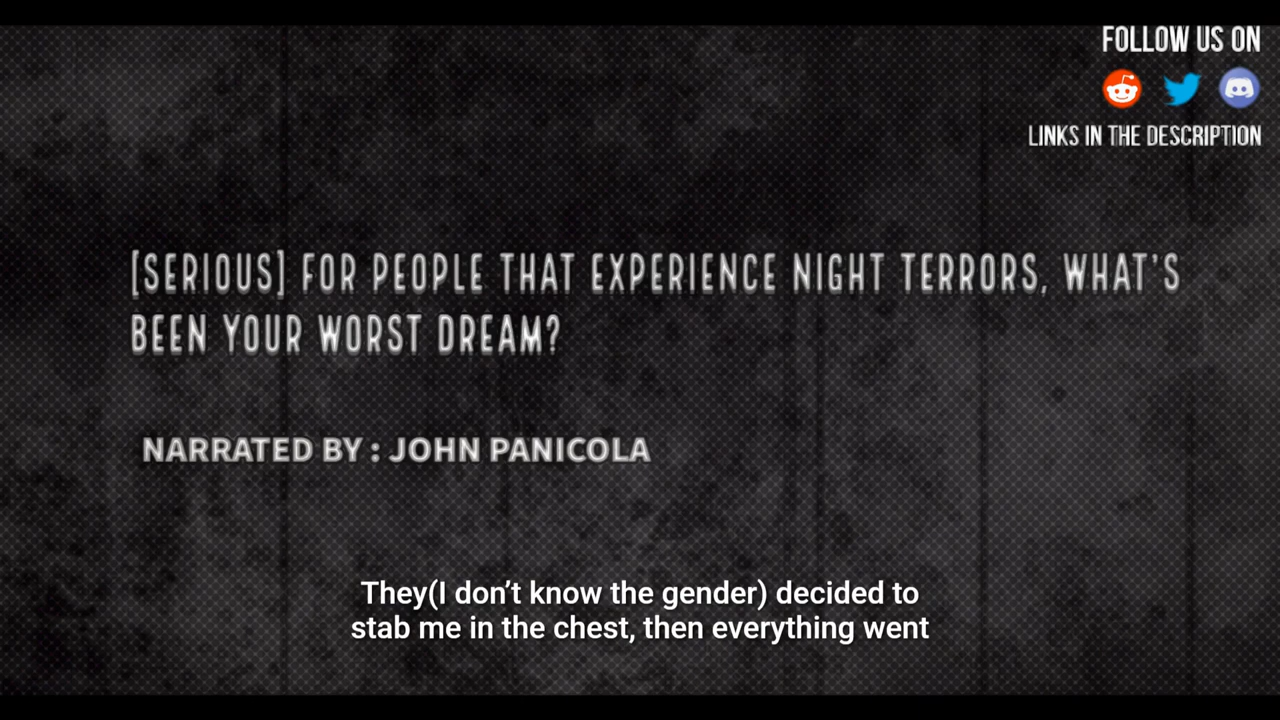 FOLLOW US ON
LINKS IN THE DESCRIPTION
[SERIOUS] FOR PEOPLE THAT EXPERIENCE NIGHT TERRORS, WHAT'S
BEEN YOUR WORST DREAM?
NARRATED BY : JOHN PANICOLA
They(I don’t know the gender) decided to
stab me in the chest, then everything went